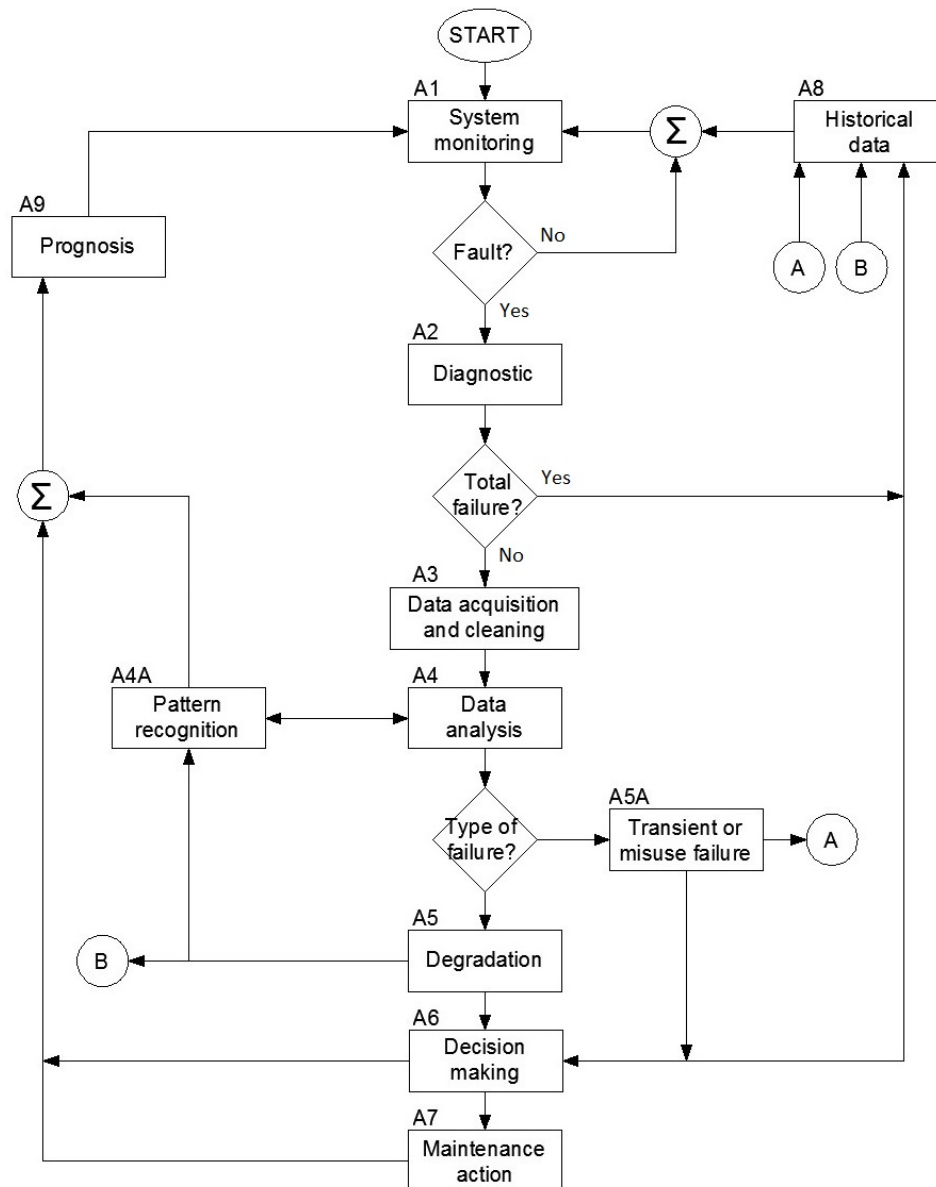 START
A1
System
monitoring
Σ
A8
Historical
data
A9
Prognosis
Fault?
No
Yes
A
B
A2
Diagnostic
Total
failure?
Yes
No
Σ
A3
Data acquisition
and cleaning
A4A
Pattern
recognition
A4
Data
analysis
Type of
failure?
A5A
Transient or
misuse failure
A
A5
Degradation
B
A6
Decision
making
A7
Maintenance
action